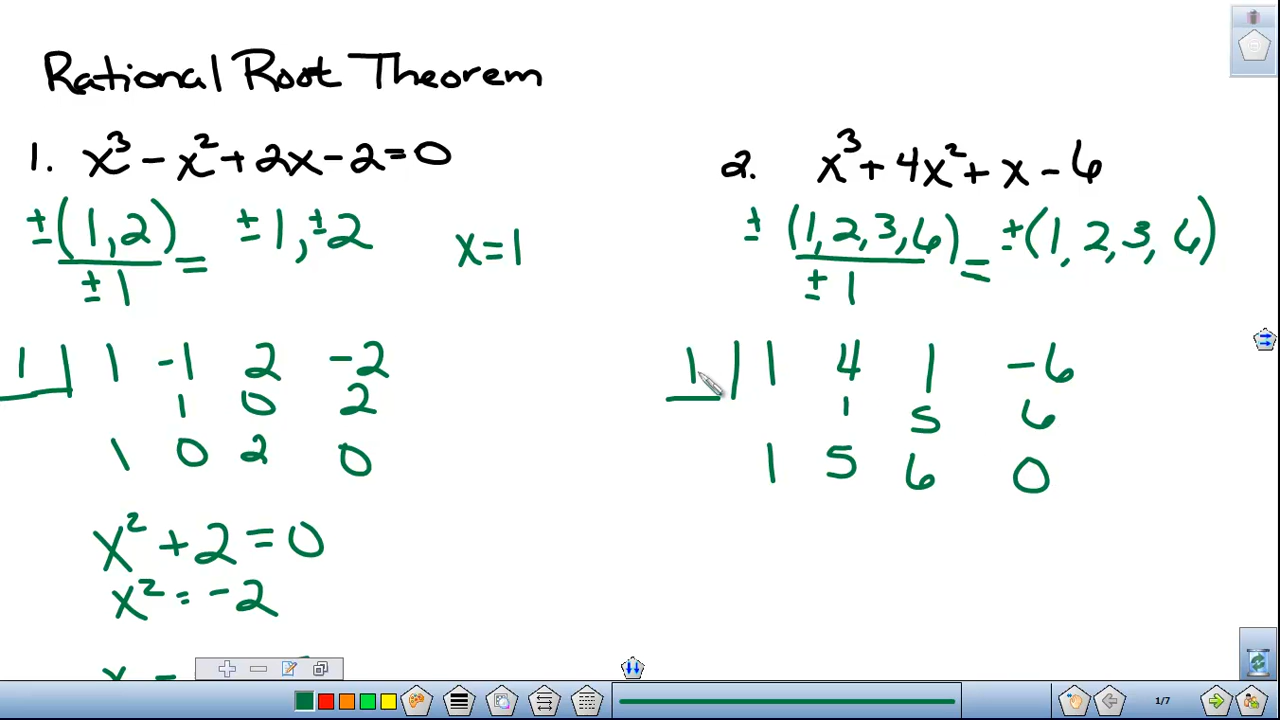 Rational Root Theorem
1. x³ - x² + 2x - 2 = 0
±(1, 2)
± 1
= ±1, ±2
x = 1
1 | 1 -1 2 -2
1 0 2
1 0 2 0
x² + 2 = 0
x² = -2
x =
2. x³ + 4x² + x - 6
± (1, 2, 3, 6)
± 1
= ±(1, 2, 3, 6)
1 | 1 4 1 -6
1 5 6
1 5 6 0
1/7